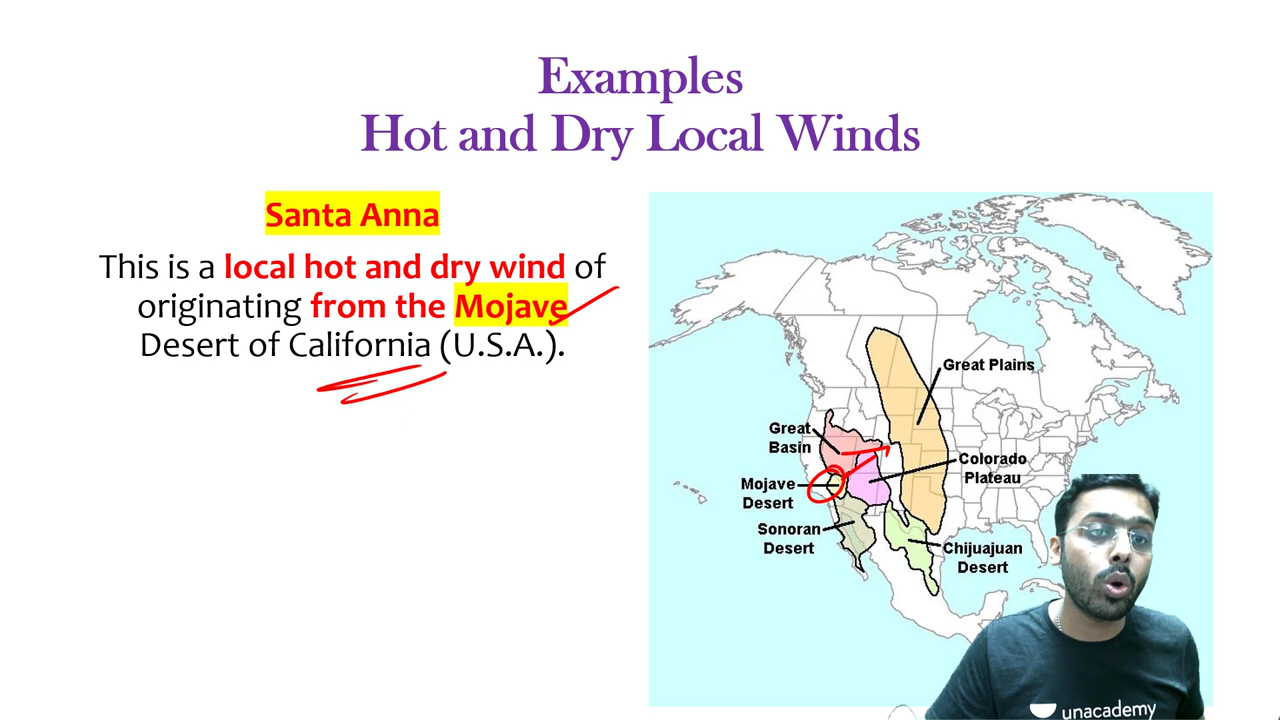 Examples
Hot and Dry Local Winds
Santa Anna
This is a local hot and dry wind of
originating from the Mojave
Desert of California (U.S.A.).
Great Plains
Great
Basin
Colorado
Plateau
Mojave
Desert
Sonoran
Desert
Chijuajuan
Desert
unacademy